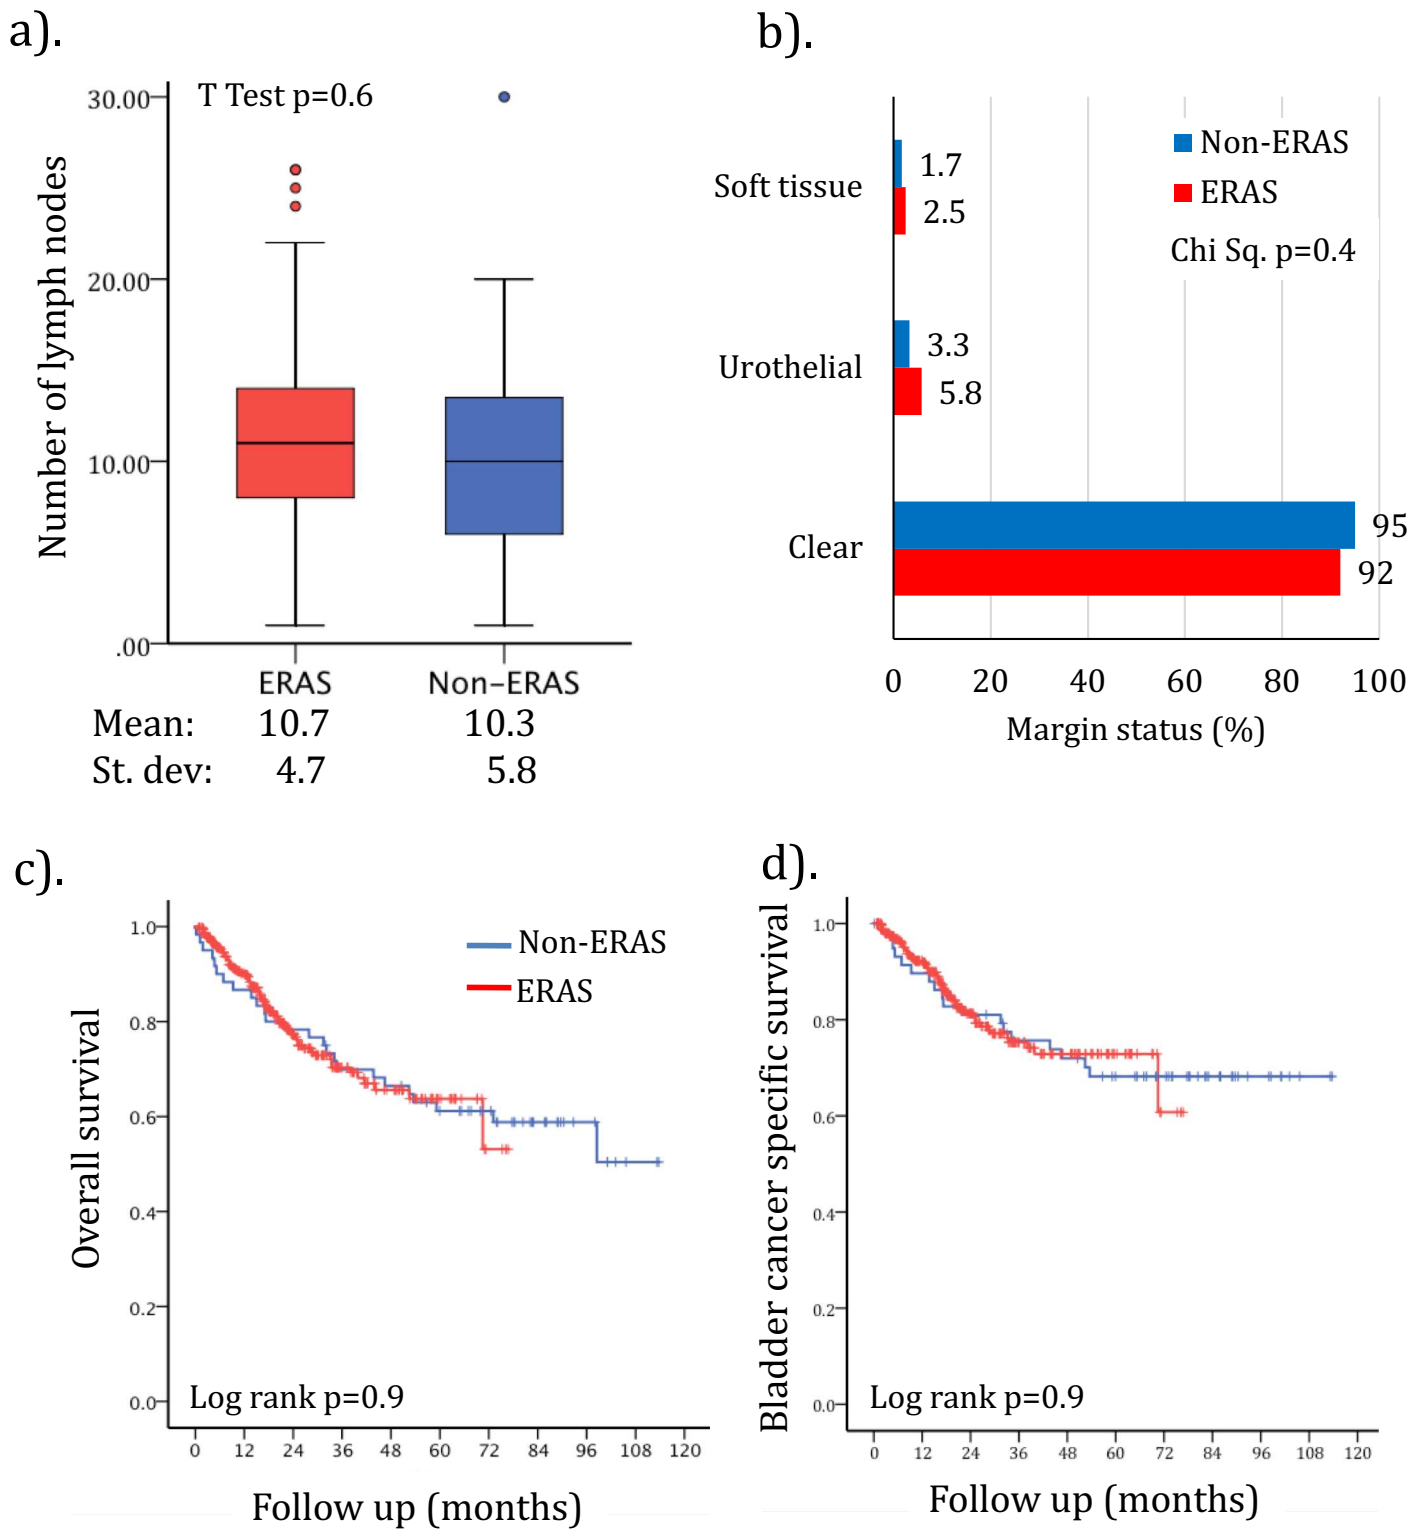 a).
T Test p=0.6
Number of lymph nodes
30.00
20.00
10.00
.00
ERAS Non−ERAS
Mean: 10.7 10.3
St. dev: 4.7 5.8
b).
Non-ERAS
ERAS
Chi Sq. p=0.4
Soft tissue
1.7
2.5
Urothelial
3.3
5.8
Clear
95
92
0 20 40 60 80 100
Margin status (%)
c).
Overall survival
1.0
0.8
0.6
0.4
0.2
0.0
Non-ERAS
ERAS
Log rank p=0.9
0 12 24 36 48 60 72 84 96 108 120
Follow up (months)
d).
Bladder cancer specific survival
1.0
0.8
0.6
0.4
0.2
0.0
Log rank p=0.9
0 12 24 36 48 60 72 84 96 108 120
Follow up (months)